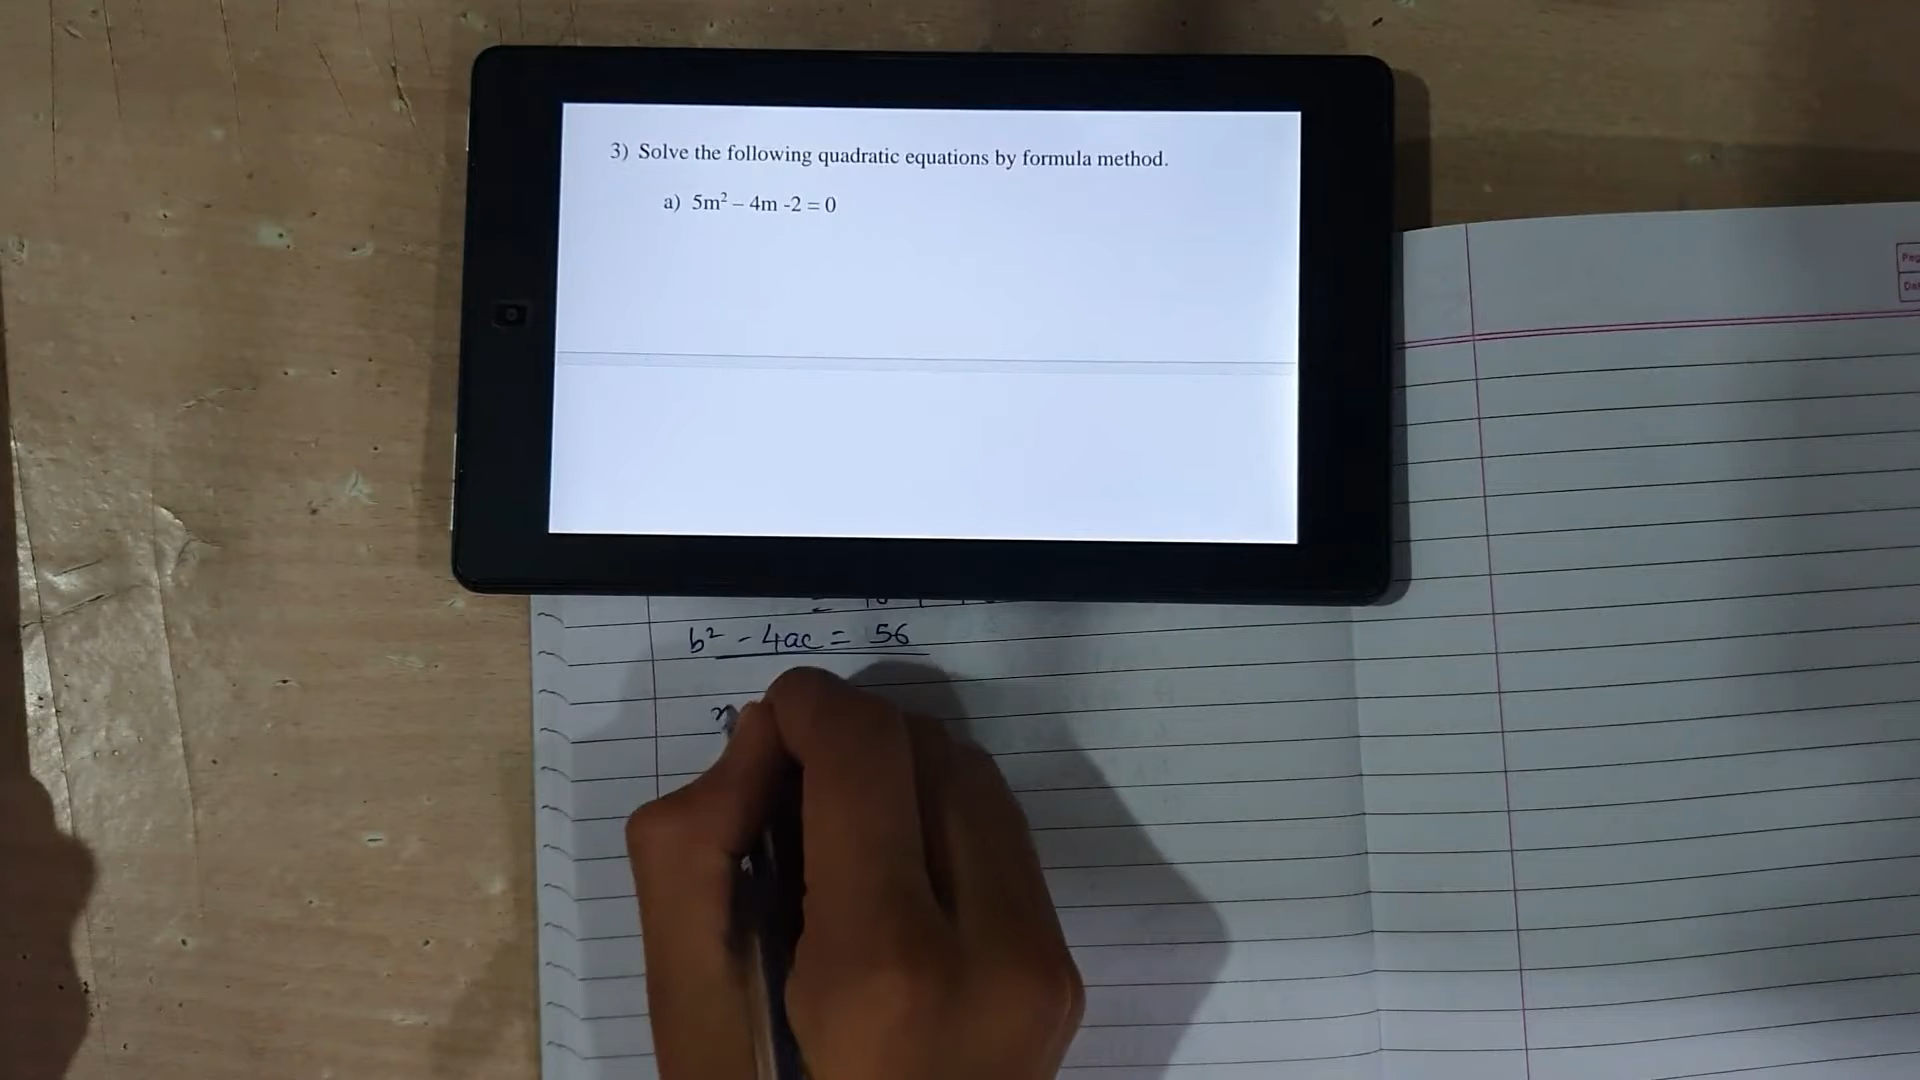 3) Solve the following quadratic equations by formula method.
a) 5m² – 4m -2 = 0
b² - 4ac = 56